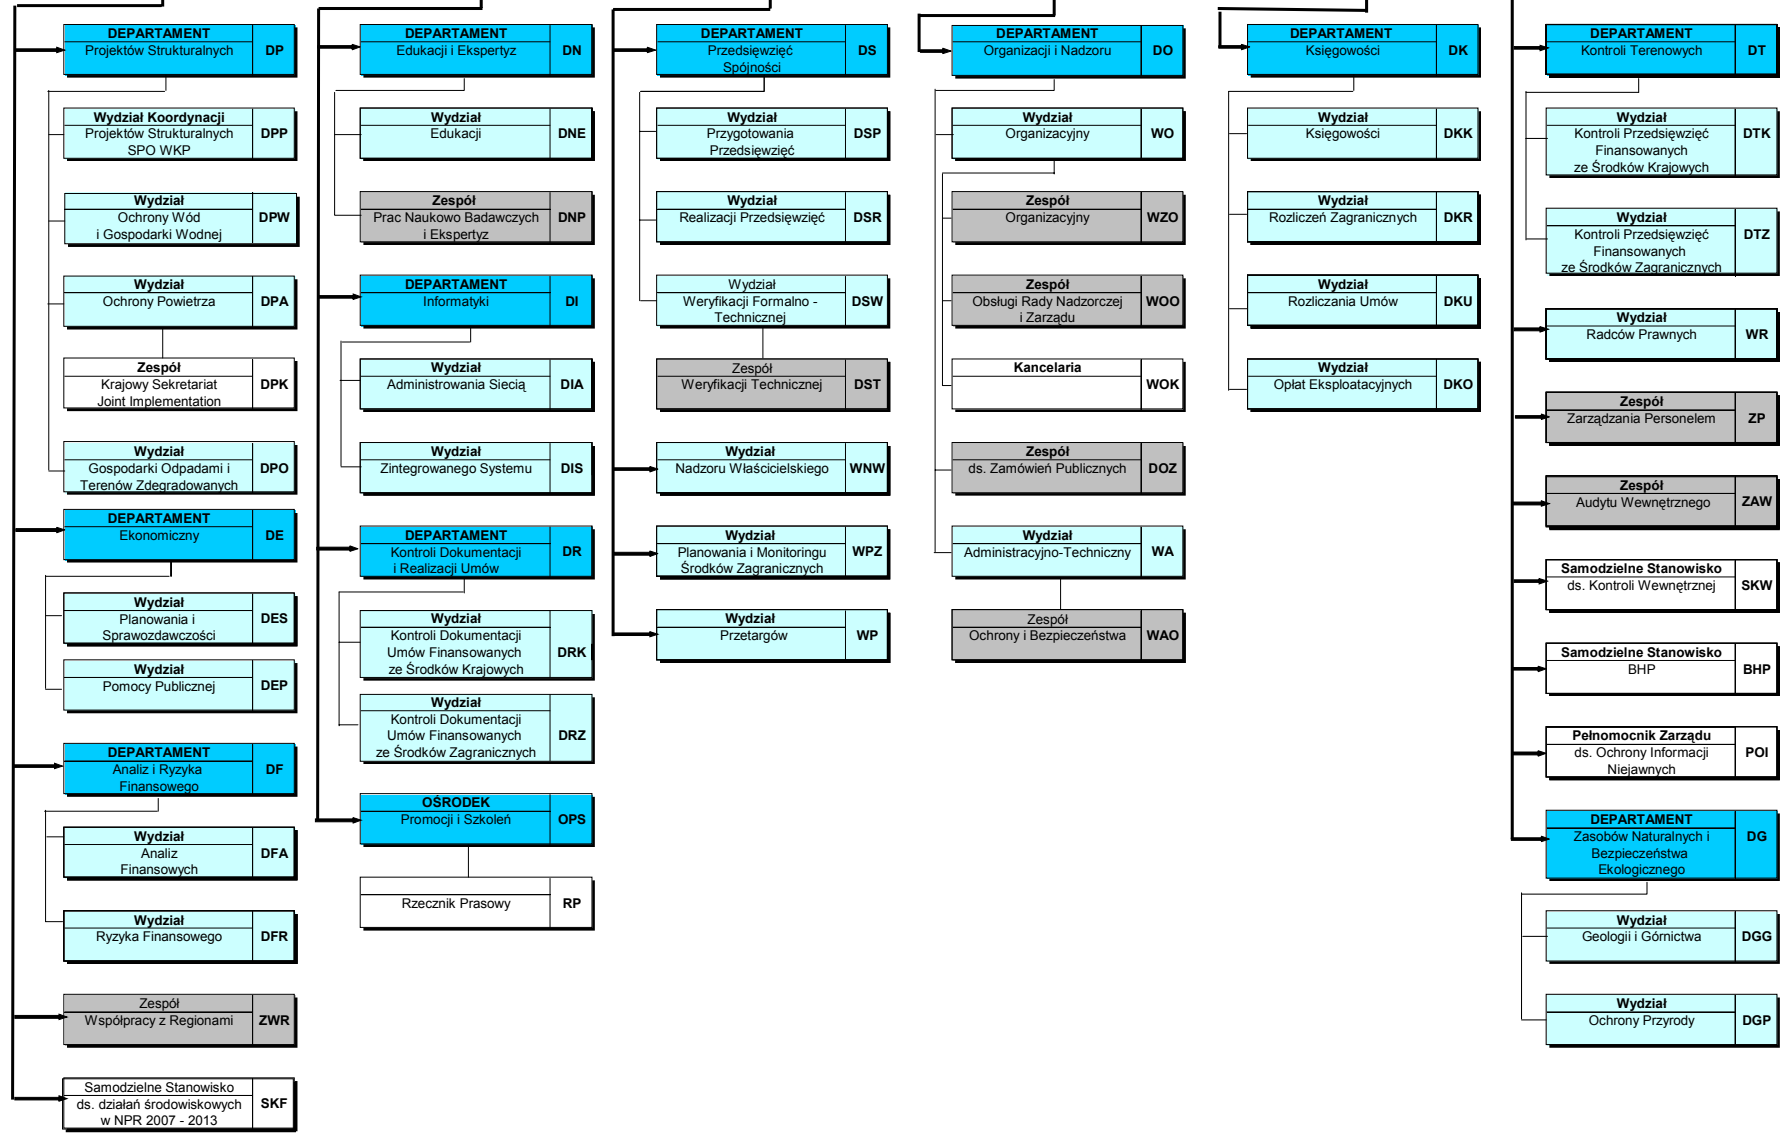 DEPARTAMENT
Projektów Strukturalnych
DP
Wydział Koordynacji
Projektów Strukturalnych
SPO WKP
DPP
Wydział
Ochrony Wód
i Gospodarki Wodnej
DPW
Wydział
Ochrony Powietrza
DPA
Zespół
Krajowy Sekretariat
Joint Implementation
DPK
Wydział
Gospodarki Odpadami i
Terenów Zdegradowanych
DPO
DEPARTAMENT
Ekonomiczny
DE
Wydział
Planowania i
Sprawozdawczości
DES
Wydział
Pomocy Publicznej
DEP
DEPARTAMENT
Analiz i Ryzyka
Finansowego
DF
Wydział
Analiz
Finansowych
DFA
Wydział
Ryzyka Finansowego
DFR
Zespół
Współpracy z Regionami
ZWR
Samodzielne Stanowisko
ds. działań środowiskowych
w NPR 2007 - 2013
SKF
DEPARTAMENT
Edukacji i Ekspertyz
DN
Wydział
Edukacji
DNE
Zespół
Prac Naukowo Badawczych
i Ekspertyz
DNP
DEPARTAMENT
Informatyki
DI
Wydział
Administrowania Siecią
DIA
Wydział
Zintegrowanego Systemu
DIS
DEPARTAMENT
Kontroli Dokumentacji
i Realizacji Umów
DR
Wydział
Kontroli Dokumentacji
Umów Finansowanych
ze Środków Krajowych
DRK
Wydział
Kontroli Dokumentacji
Umów Finansowanych
ze Środków Zagranicznych
DRZ
OŚRODEK
Promocji i Szkoleń
OPS
Rzecznik Prasowy
RP
DEPARTAMENT
Przedsięwzięć
Spójności
DS
Wydział
Przygotowania
Przedsięwzięć
DSP
Wydział
Realizacji Przedsięwzięć
DSR
Wydział
Weryfikacji Formalno -
Technicznej
DSW
Zespół
Weryfikacji Technicznej
DST
Wydział
Nadzoru Właścicielskiego
WNW
Wydział
Planowania i Monitoringu
Środków Zagranicznych
WPZ
Wydział
Przetargów
WP
DEPARTAMENT
Organizacji i Nadzoru
DO
Wydział
Organizacyjny
WO
Zespół
Organizacyjny
WZO
Zespół
Obsługi Rady Nadzorczej
i Zarządu
WOO
Kancelaria
WOK
Zespół
ds. Zamówień Publicznych
DOZ
Wydział
Administracyjno-Techniczny
WA
Zespół
Ochrony i Bezpieczeństwa
WAO
DEPARTAMENT
Księgowości
DK
Wydział
Księgowości
DKK
Wydział
Rozliczeń Zagranicznych
DKR
Wydział
Rozliczania Umów
DKU
Wydział
Opłat Eksploatacyjnych
DKO
DEPARTAMENT
Kontroli Terenowych
DT
Wydział
Kontroli Przedsięwzięć
Finansowanych
ze Środków Krajowych
DTK
Wydział
Kontroli Przedsięwzięć
Finansowanych
ze Środków Zagranicznych
DTZ
Wydział
Radców Prawnych
WR
Zespół
Zarządzania Personelem
ZP
Zespół
Audytu Wewnętrznego
ZAW
Samodzielne Stanowisko
ds. Kontroli Wewnętrznej
SKW
Samodzielne Stanowisko
BHP
BHP
Pełnomocnik Zarządu
ds. Ochrony Informacji
Niejawnych
POI
DEPARTAMENT
Zasobów Naturalnych i
Bezpieczeństwa
Ekologicznego
DG
Wydział
Geologii i Górnictwa
DGG
Wydział
Ochrony Przyrody
DGP